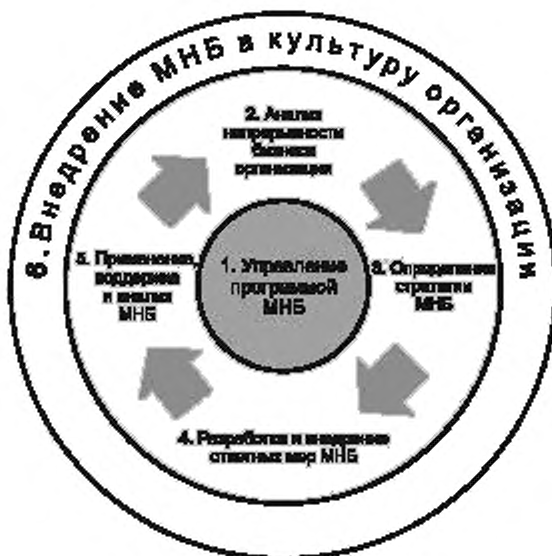 6. Внедрение МНБ в культуру организации
2. Анализ
непрерывности
бизнеса
организации
5. Применение,
поддержка
и анализ
МНБ
1. Управление
программой
МНБ
3. Определение
стратегии
МНБ
4. Разработка и внедрение
ответных мер МНБ